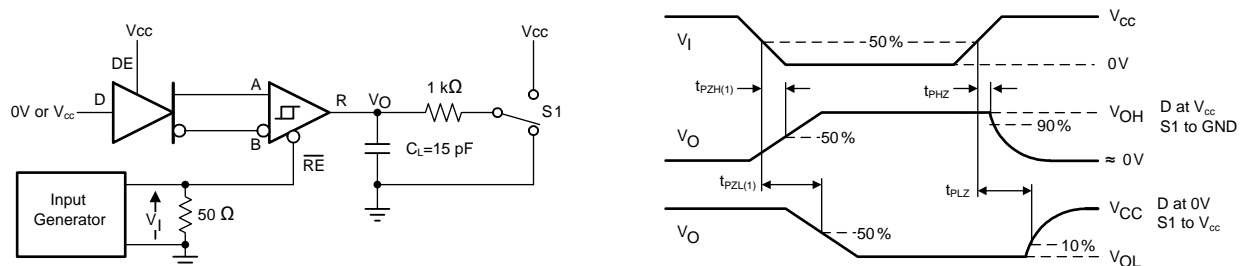 Vcc
DE
D
0V or Vcc
A
B
R
VO
1 kΩ
Vcc
S1
CL=15 pF
RE
Input
Generator
VI
50 Ω
VI
50%
Vcc
0V
tPZH(1)
tPHZ
VO
50%
VOH
90%
≈ 0V
D at Vcc
S1 to GND
tPZL(1)
tPLZ
VO
50%
VCC
10%
VOL
D at 0V
S1 to Vcc